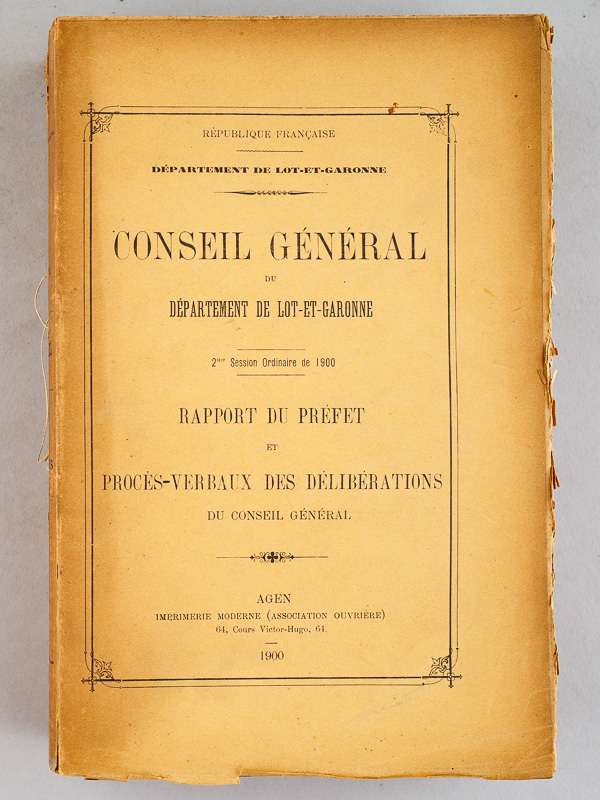 RÉPUBLIQUE FRANÇAISE
DÉPARTEMENT DE LOT-ET-GARONNE
CONSEIL GÉNÉRAL
DU
DÉPARTEMENT DE LOT-ET-GARONNE
2me Session Ordinaire de 1900
RAPPORT DU PRÉFET
ET
PROCÈS-VERBAUX DES DÉLIBÉRATIONS
DU CONSEIL GÉNÉRAL
AGEN
IMPRIMERIE MODERNE (ASSOCIATION OUVRIÈRE)
64, Cours Victor-Hugo, 64.
1900